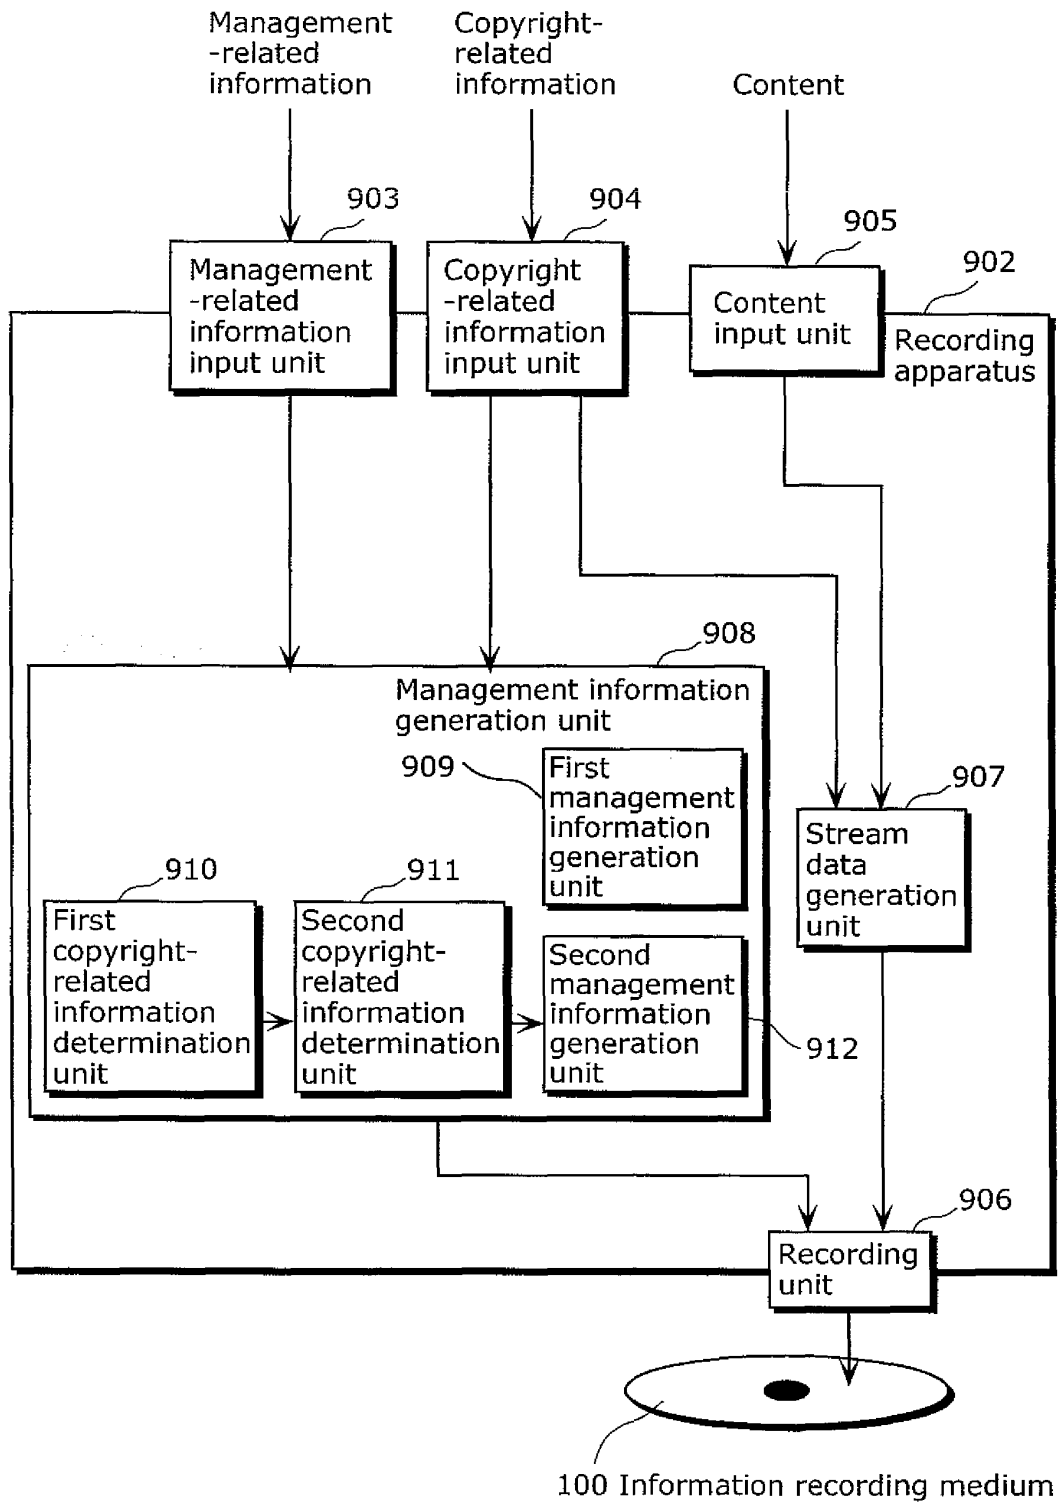 Management
-related
information
Copyright-
related
information
Content
903
904
905
902
Management
-related
information
input unit
Copyright
-related
information
input unit
Content
input unit
Recording
apparatus
908
Management information
generation unit
909
First
management
information
generation
unit
907
Stream
data
generation
unit
910
911
First
copyright-
related
information
determination
unit
Second
copyright-
related
information
determination
unit
Second
management
information
generation
unit
912
906
Recording
unit
100 Information recording medium